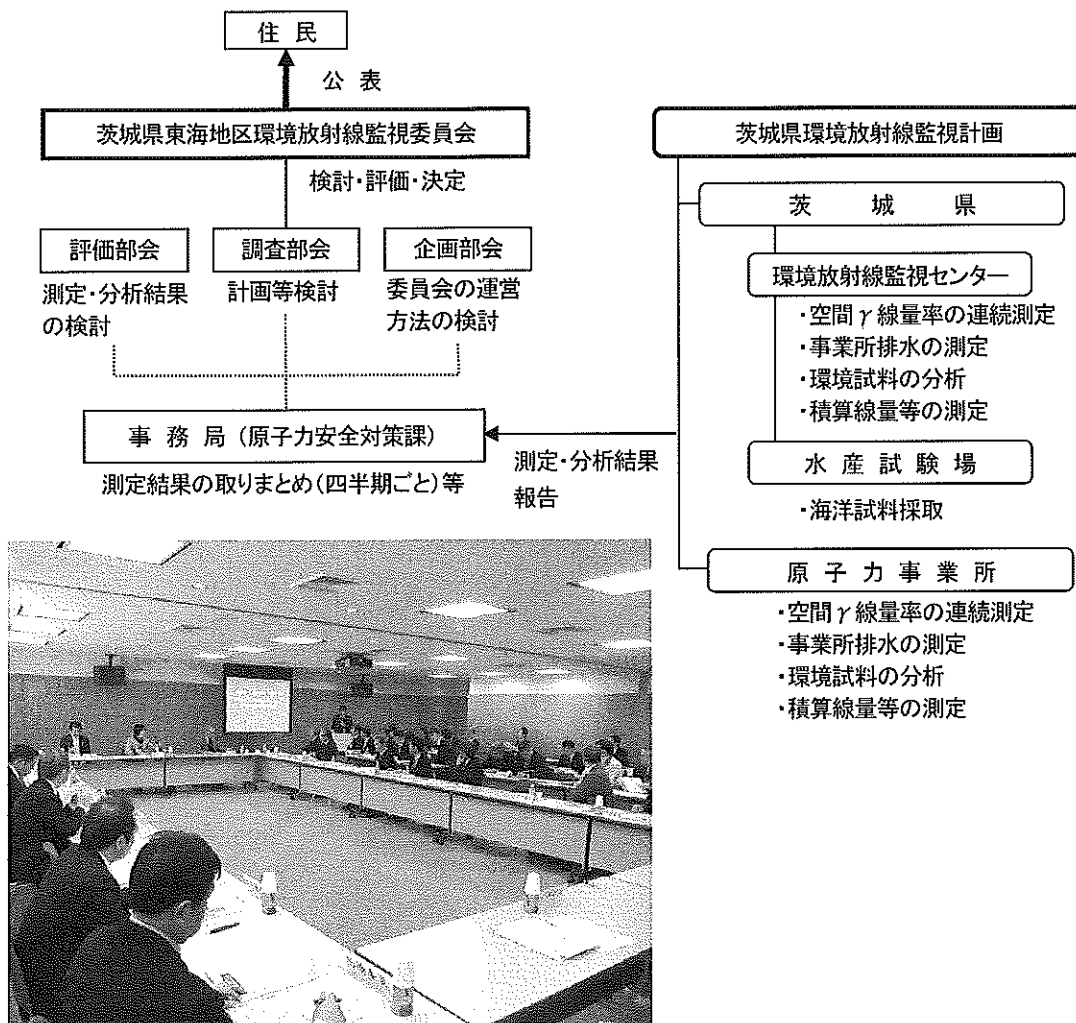 住民
公表
茨城県東海地区環境放射線監視委員会
検討・評価・決定
評価部会
測定・分析結果
の検討
調査部会
計画等検討
企画部会
委員会の運営
方法の検討
事務局(原子力安全対策課)
測定結果の取りまとめ(四半期ごと)等
測定・分析結果
報告
茨城県環境放射線監視計画
茨城県
環境放射線監視センター
・空間γ線量率の連続測定
・事業所排水の測定
・環境試料の分析
・積算線量等の測定
水産試験場
・海洋試料採取
原子力事業所
・空間γ線量率の連続測定
・事業所排水の測定
・環境試料の分析
・積算線量等の測定